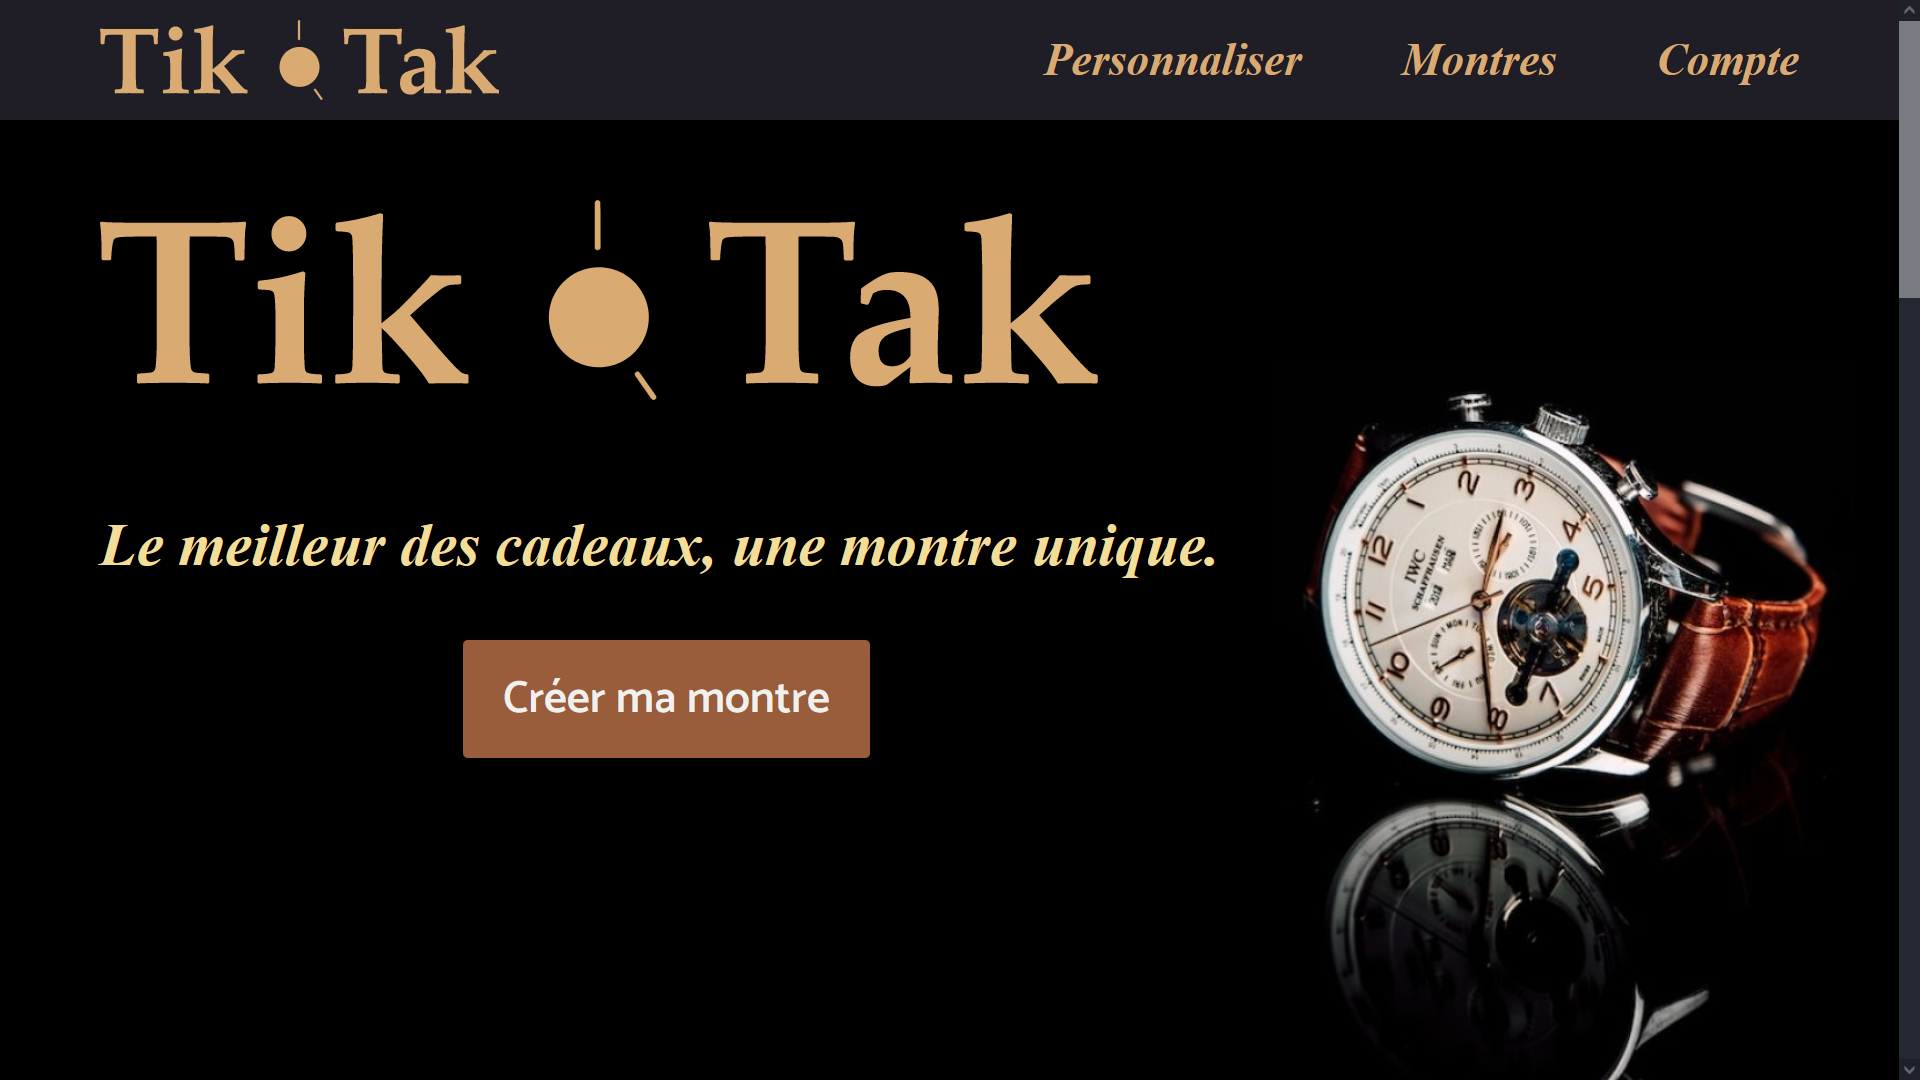 Tik Tak
Personnaliser
Montres
Compte
Tik Tak
Le meilleur des cadeaux, une montre unique.
Créer ma montre
1
2
3
4
5
7
8
9
10
11
12
IWC
SCHAFFHAUSEN